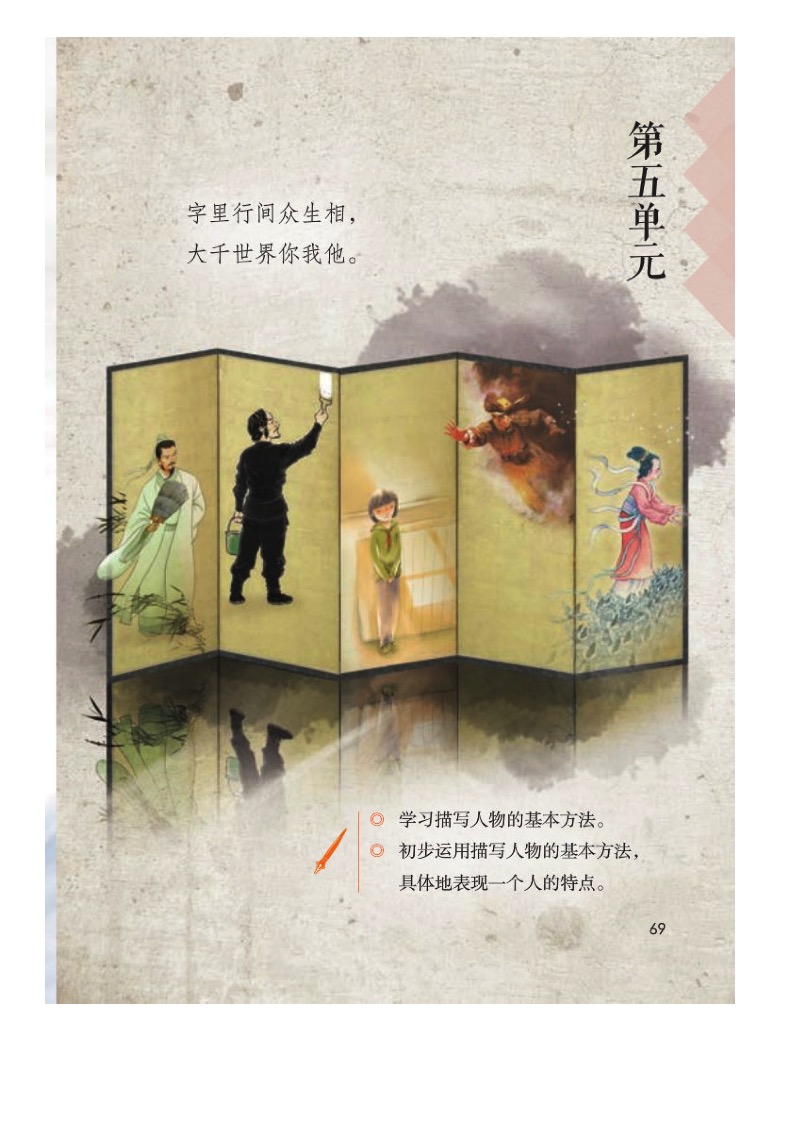 第五单元
字里行间众生相，
大千世界你我他。
学习描写人物的基本方法。
初步运用描写人物的基本方法，
具体地表现一个人的特点。
69